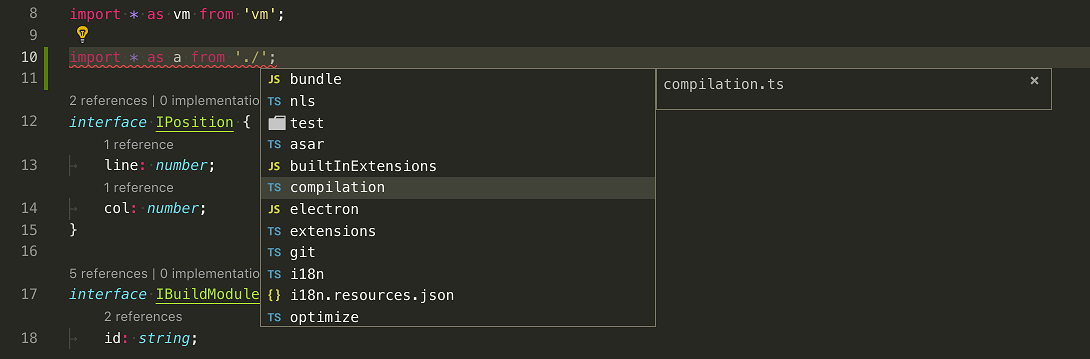 8 import * as vm from 'vm';
9
10 import * as a from './';
11
JS bundle
compilation.ts ×
TS nls
2 references | 0 implementatio
test
12 interface IPosition {
TS asar
1 reference
13 line: number;
JS builtInExtensions
1 reference
TS compilation
14 col: number;
JS electron
15 }
TS extensions
16
TS git
5 references | 0 implementatio
TS i18n
17 interface IBuildModule
{} i18n.resources.json
2 references
TS optimize
18 id: string;